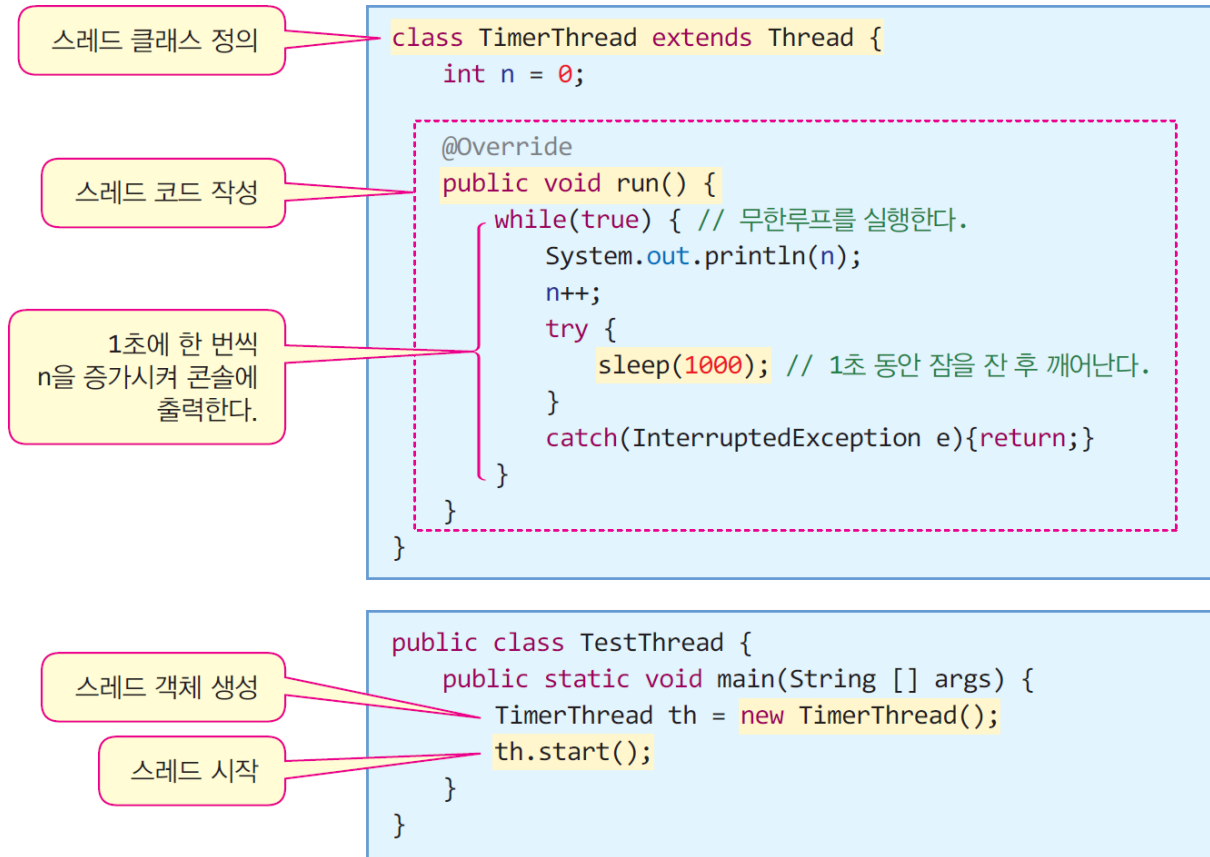 스레드 클래스 정의
class TimerThread extends Thread {
int n = 0;
@Override
스레드 코드 작성
public void run() {
while(true) { // 무한루프를 실행한다.
System.out.println(n);
n++;
try {
1초에 한 번씩
n을 증가시켜 콘솔에
출력한다.
sleep(1000); // 1초 동안 잠을 잔 후 깨어난다.
}
catch(InterruptedException e){return;}
}
}
}
public class TestThread {
public static void main(String [] args) {
스레드 객체 생성
TimerThread th = new TimerThread();
스레드 시작
th.start();
}
}